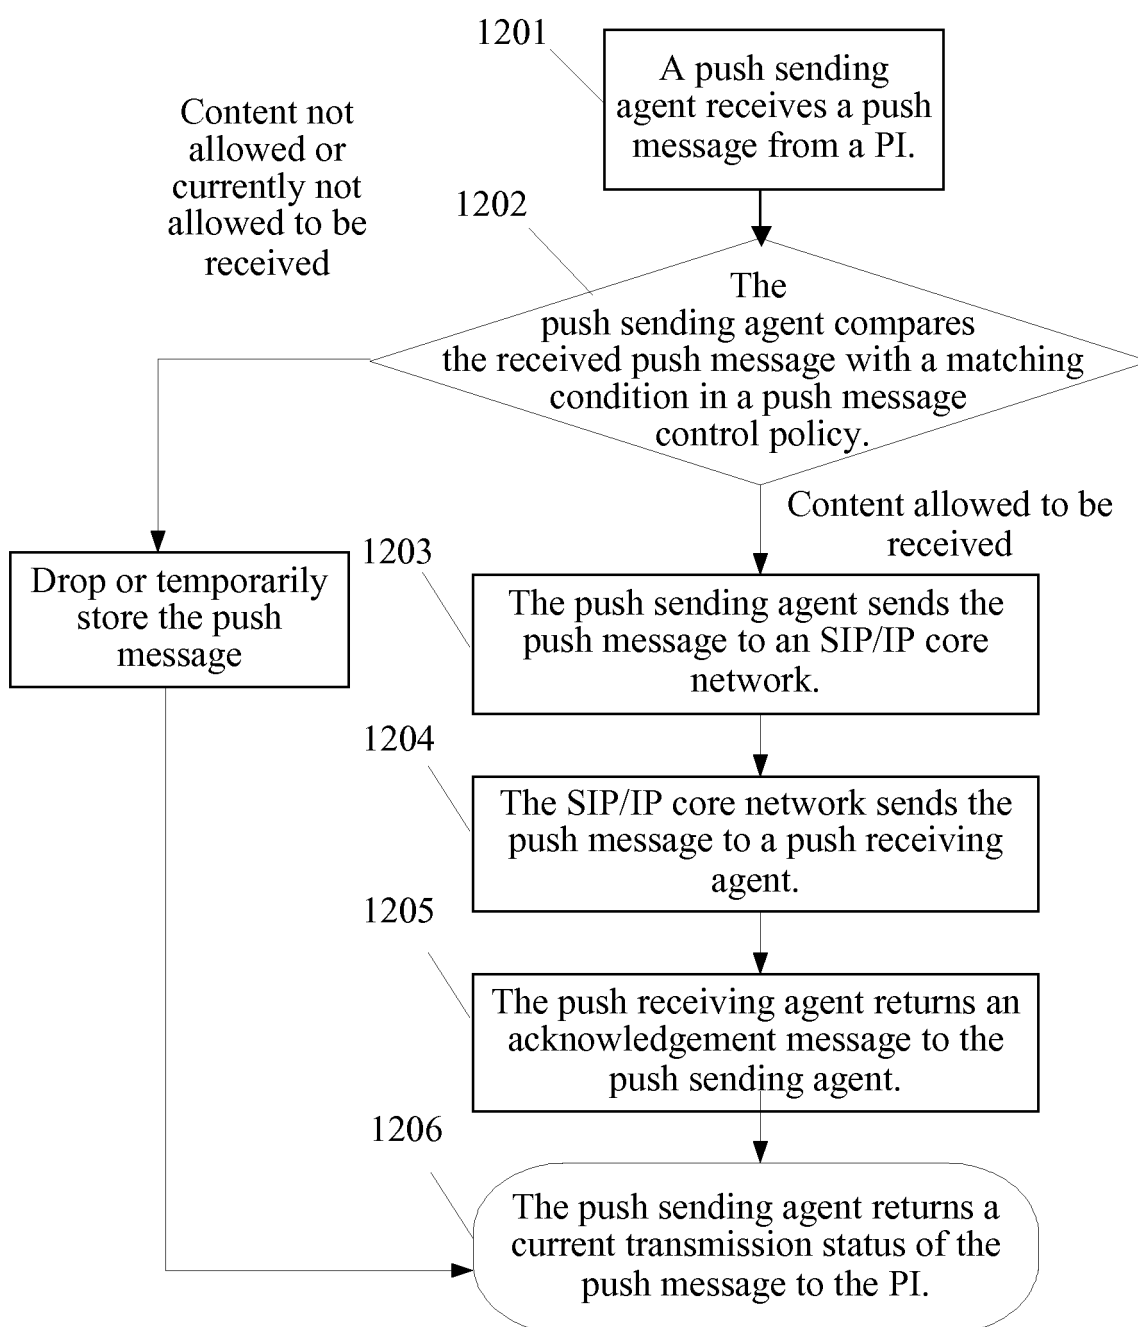 1201
A push sending
agent receives a push
message from a PI.
Content not
allowed or
currently not
allowed to be
received
1202
The
push sending agent compares
the received push message with a matching
condition in a push message
control policy.
Content allowed to be
received
Drop or temporarily
store the push
message
1203
The push sending agent sends the
push message to an SIP/IP core
network.
1204
The SIP/IP core network sends the
push message to a push receiving
agent.
1205
The push receiving agent returns an
acknowledgement message to the
push sending agent.
1206
The push sending agent returns a
current transmission status of the
push message to the PI.